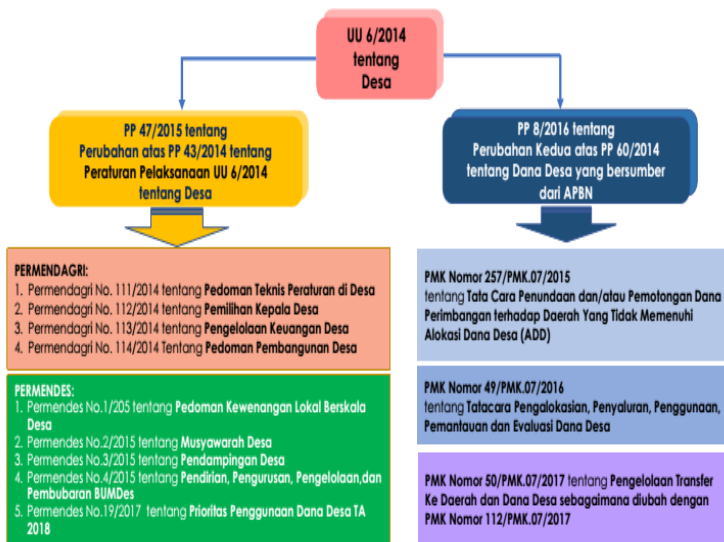 UU 6/2014
tentang
Desa
PP 47/2015 tentang
Perubahan atas PP 43/2014 tentang
Peraturan Pelaksanaan UU 6/2014
tentang Desa
PP 8/2016 tentang
Perubahan Kedua atas PP 60/2014
tentang Dana Desa yang bersumber
dari APBN
PERMENDAGRI:
1. Permendagri No. 111/2014 tentang Pedoman Teknis Peraturan di Desa
2. Permendagri No. 112/2014 tentang Pemilihan Kepala Desa
3. Permendagri No. 113/2014 tentang Pengelolaan Keuangan Desa
4. Permendagri No. 114/2014 Tentang Pedoman Pembangunan Desa
PERMENDES:
1. Permendes No.1/205 tentang Pedoman Kewenangan Lokal Berskala
Desa
2. Permendes No.2/2015 tentang Musyawarah Desa
3. Permendes No.3/2015 tentang Pendampingan Desa
4. Permendes No.4/2015 tentang Pendirian, Pengurusan, Pengelolaan,dan
Pembubaran BUMDes
5. Permendes No.19/2017 tentang Prioritas Penggunaan Dana Desa TA
2018
PMK Nomor 257/PMK.07/2015
tentang Tata Cara Penundaan dan/atau Pemotongan Dana
Perimbangan terhadap Daerah Yang Tidak Memenuhi
Alokasi Dana Desa (ADD)
PMK Nomor 49/PMK.07/2016
tentang Tatacara Pengalokasian, Penyaluran, Penggunaan,
Pemantauan dan Evaluasi Dana Desa
PMK Nomor 50/PMK.07/2017 tentang Pengelolaan Transfer
Ke Daerah dan Dana Desa sebagaimana diubah dengan
PMK Nomor 112/PMK.07/2017